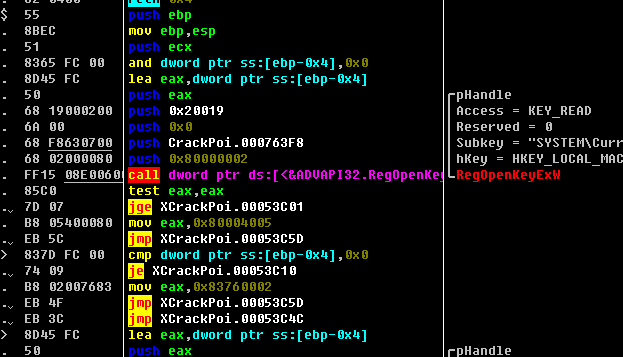 . 55 push ebp
. 8BEC mov ebp,esp
. 51 push ecx
. 8365 FC 00 and dword ptr ss:[ebp-0x4],0x0
. 8D45 FC lea eax,dword ptr ss:[ebp-0x4]
. 50 push eax pHandle
. 68 19000200 push 0x20019 Access = KEY_READ
. 6A 00 push 0x0 Reserved = 0
. 68 F8630700 push CrackPoi.000763F8 Subkey = "SYSTEM\Curr
. 68 02000080 push 0x80000002 hKey = HKEY_LOCAL_MAC
. FF15 08E00600 call dword ptr ds:[<&ADVAPI32.RegOpenKey RegOpenKeyExW
. 85C0 test eax,eax
. 7D 07 jge XCrackPoi.00053C01
. B8 05400080 mov eax,0x80004005
. EB 5C jmp XCrackPoi.00053C5D
> 837D FC 00 cmp dword ptr ss:[ebp-0x4],0x0
. 74 09 je XCrackPoi.00053C10
. B8 02007683 mov eax,0x83760002
. EB 4F jmp XCrackPoi.00053C5D
. EB 3C jmp XCrackPoi.00053C4C
> 8D45 FC lea eax,dword ptr ss:[ebp-0x4]
. 50 push eax pHandle